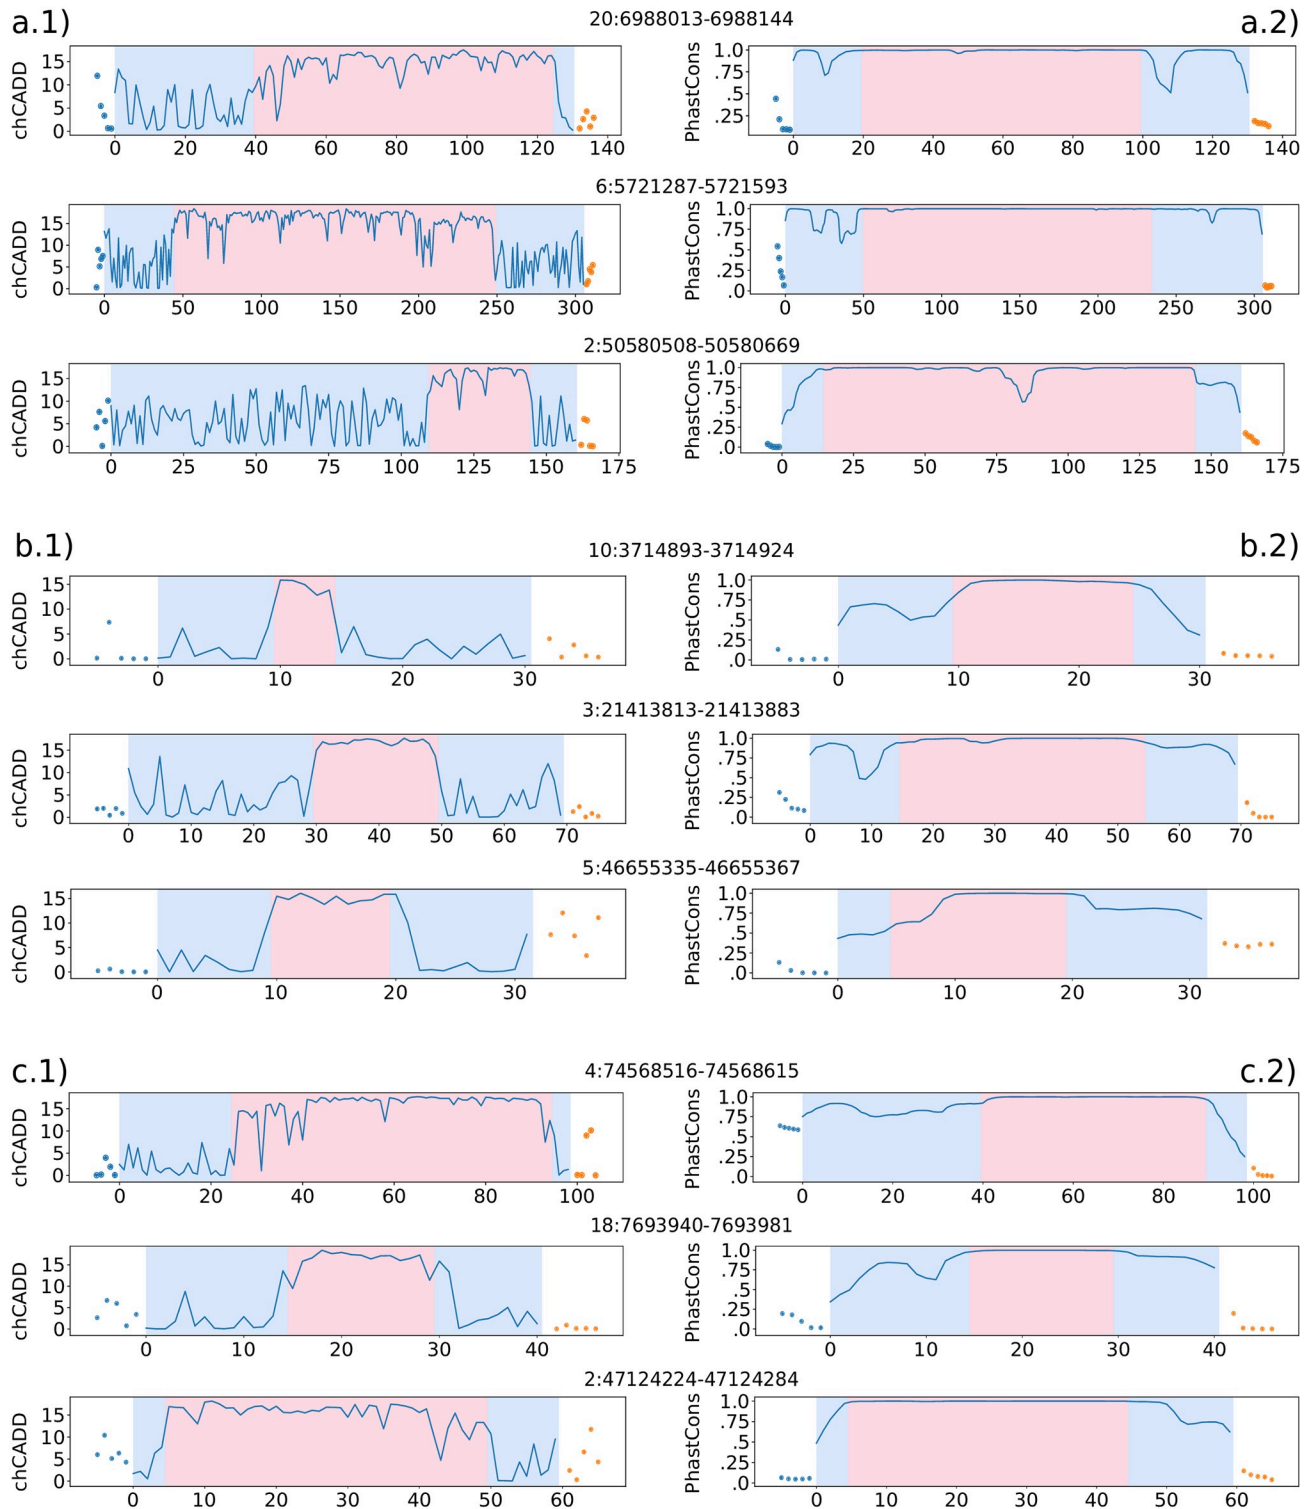 a.1) 20:6988013-6988144 a.2)
chCADD 15 10 5 0
0 20 40 60 80 100 120 140
PhastCons 1.0 .75 .5 .25
0 20 40 60 80 100 120 140
6:5721287-5721593
chCADD 15 10 5 0
0 50 100 150 200 250 300
PhastCons 1.0 .75 .5 .25 .0
0 50 100 150 200 250 300
2:50580508-50580669
chCADD 15 10 5 0
0 25 50 75 100 125 150 175
PhastCons 1.0 .75 .5 .25 .0
0 25 50 75 100 125 150 175
b.1) 10:3714893-3714924 b.2)
chCADD 15 10 5 0
0 10 20 30
PhastCons 1.0 .75 .5 .25 .0
0 10 20 30
3:21413813-21413883
chCADD 15 10 5 0
0 10 20 30 40 50 60 70
PhastCons 1.0 .75 .5 .25 .0
0 10 20 30 40 50 60 70
5:46655335-46655367
chCADD 15 10 5 0
0 10 20 30
PhastCons 1.0 .75 .5 .25 .0
0 10 20 30
c.1) 4:74568516-74568615 c.2)
chCADD 15 10 5 0
0 20 40 60 80 100
PhastCons 1.0 .75 .5 .25 .0
0 20 40 60 80 100
18:7693940-7693981
chCADD 15 10 5 0
0 10 20 30 40
PhastCons 1.0 .75 .5 .25 .0
0 10 20 30 40
2:47124224-47124284
chCADD 15 10 5 0
0 10 20 30 40 50 60
PhastCons 1.0 .75 .5 .25 .0
0 10 20 30 40 50 60